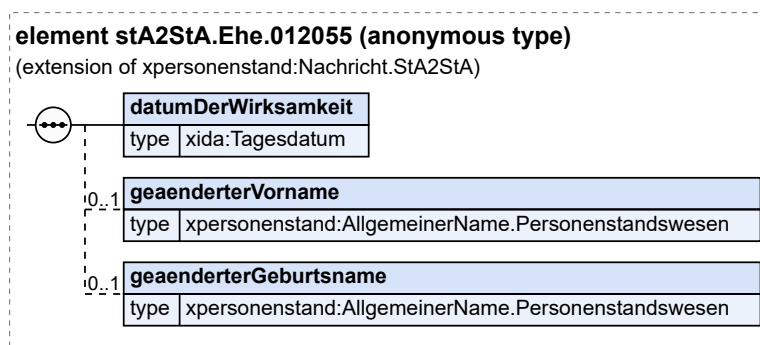 element stA2StA.Ehe.012055 (anonymous type)
(extension of xpersonenstand:Nachricht.StA2StA)
datumDerWirksamkeit
type xida:Tagesdatum
0..1 geaenderterVorname
type xpersonenstand:AllgemeinerName.Personenstandswesen
0..1 geaenderterGeburtsname
type xpersonenstand:AllgemeinerName.Personenstandswesen